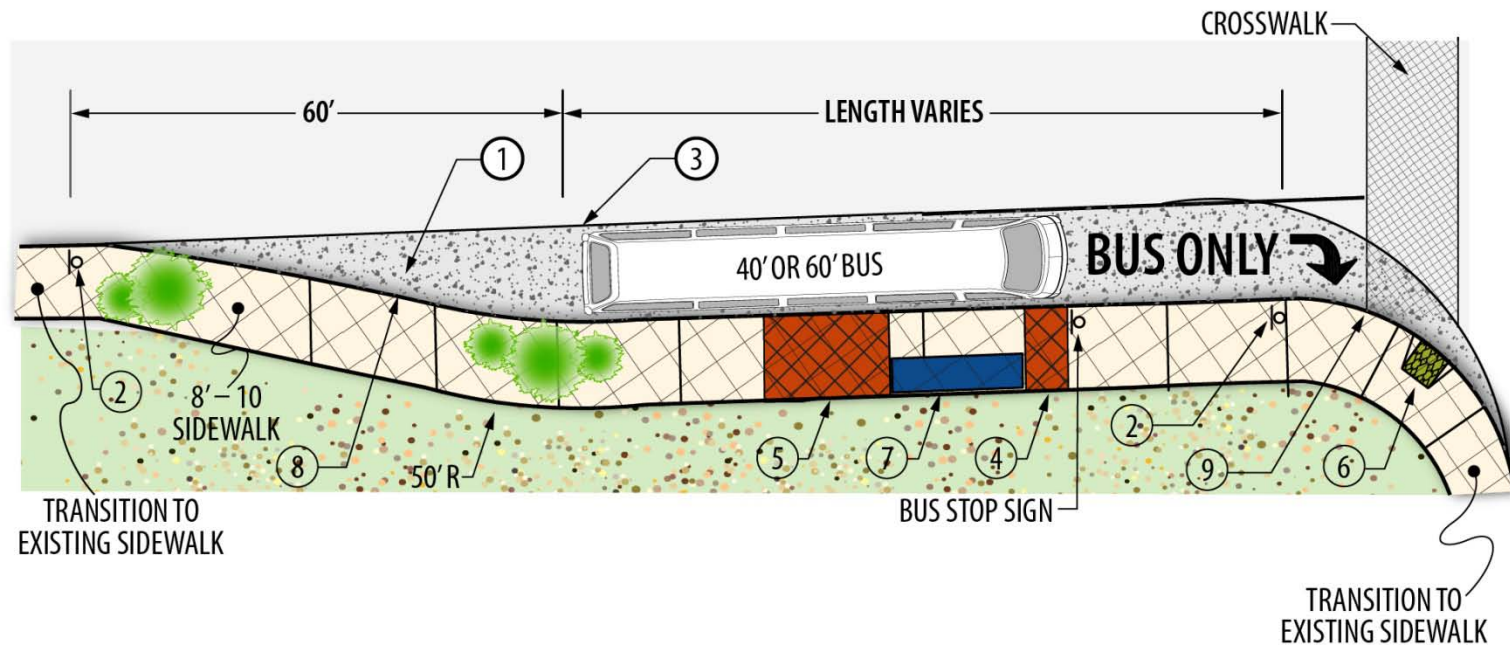 CROSSWALK
60'
LENGTH VARIES
1
3
40' OR 60' BUS
BUS ONLY
2
8' – 10
SIDEWALK
8
50' R
5
7
4
2
9
6
TRANSITION TO
EXISTING SIDEWALK
BUS STOP SIGN
TRANSITION TO
EXISTING SIDEWALK